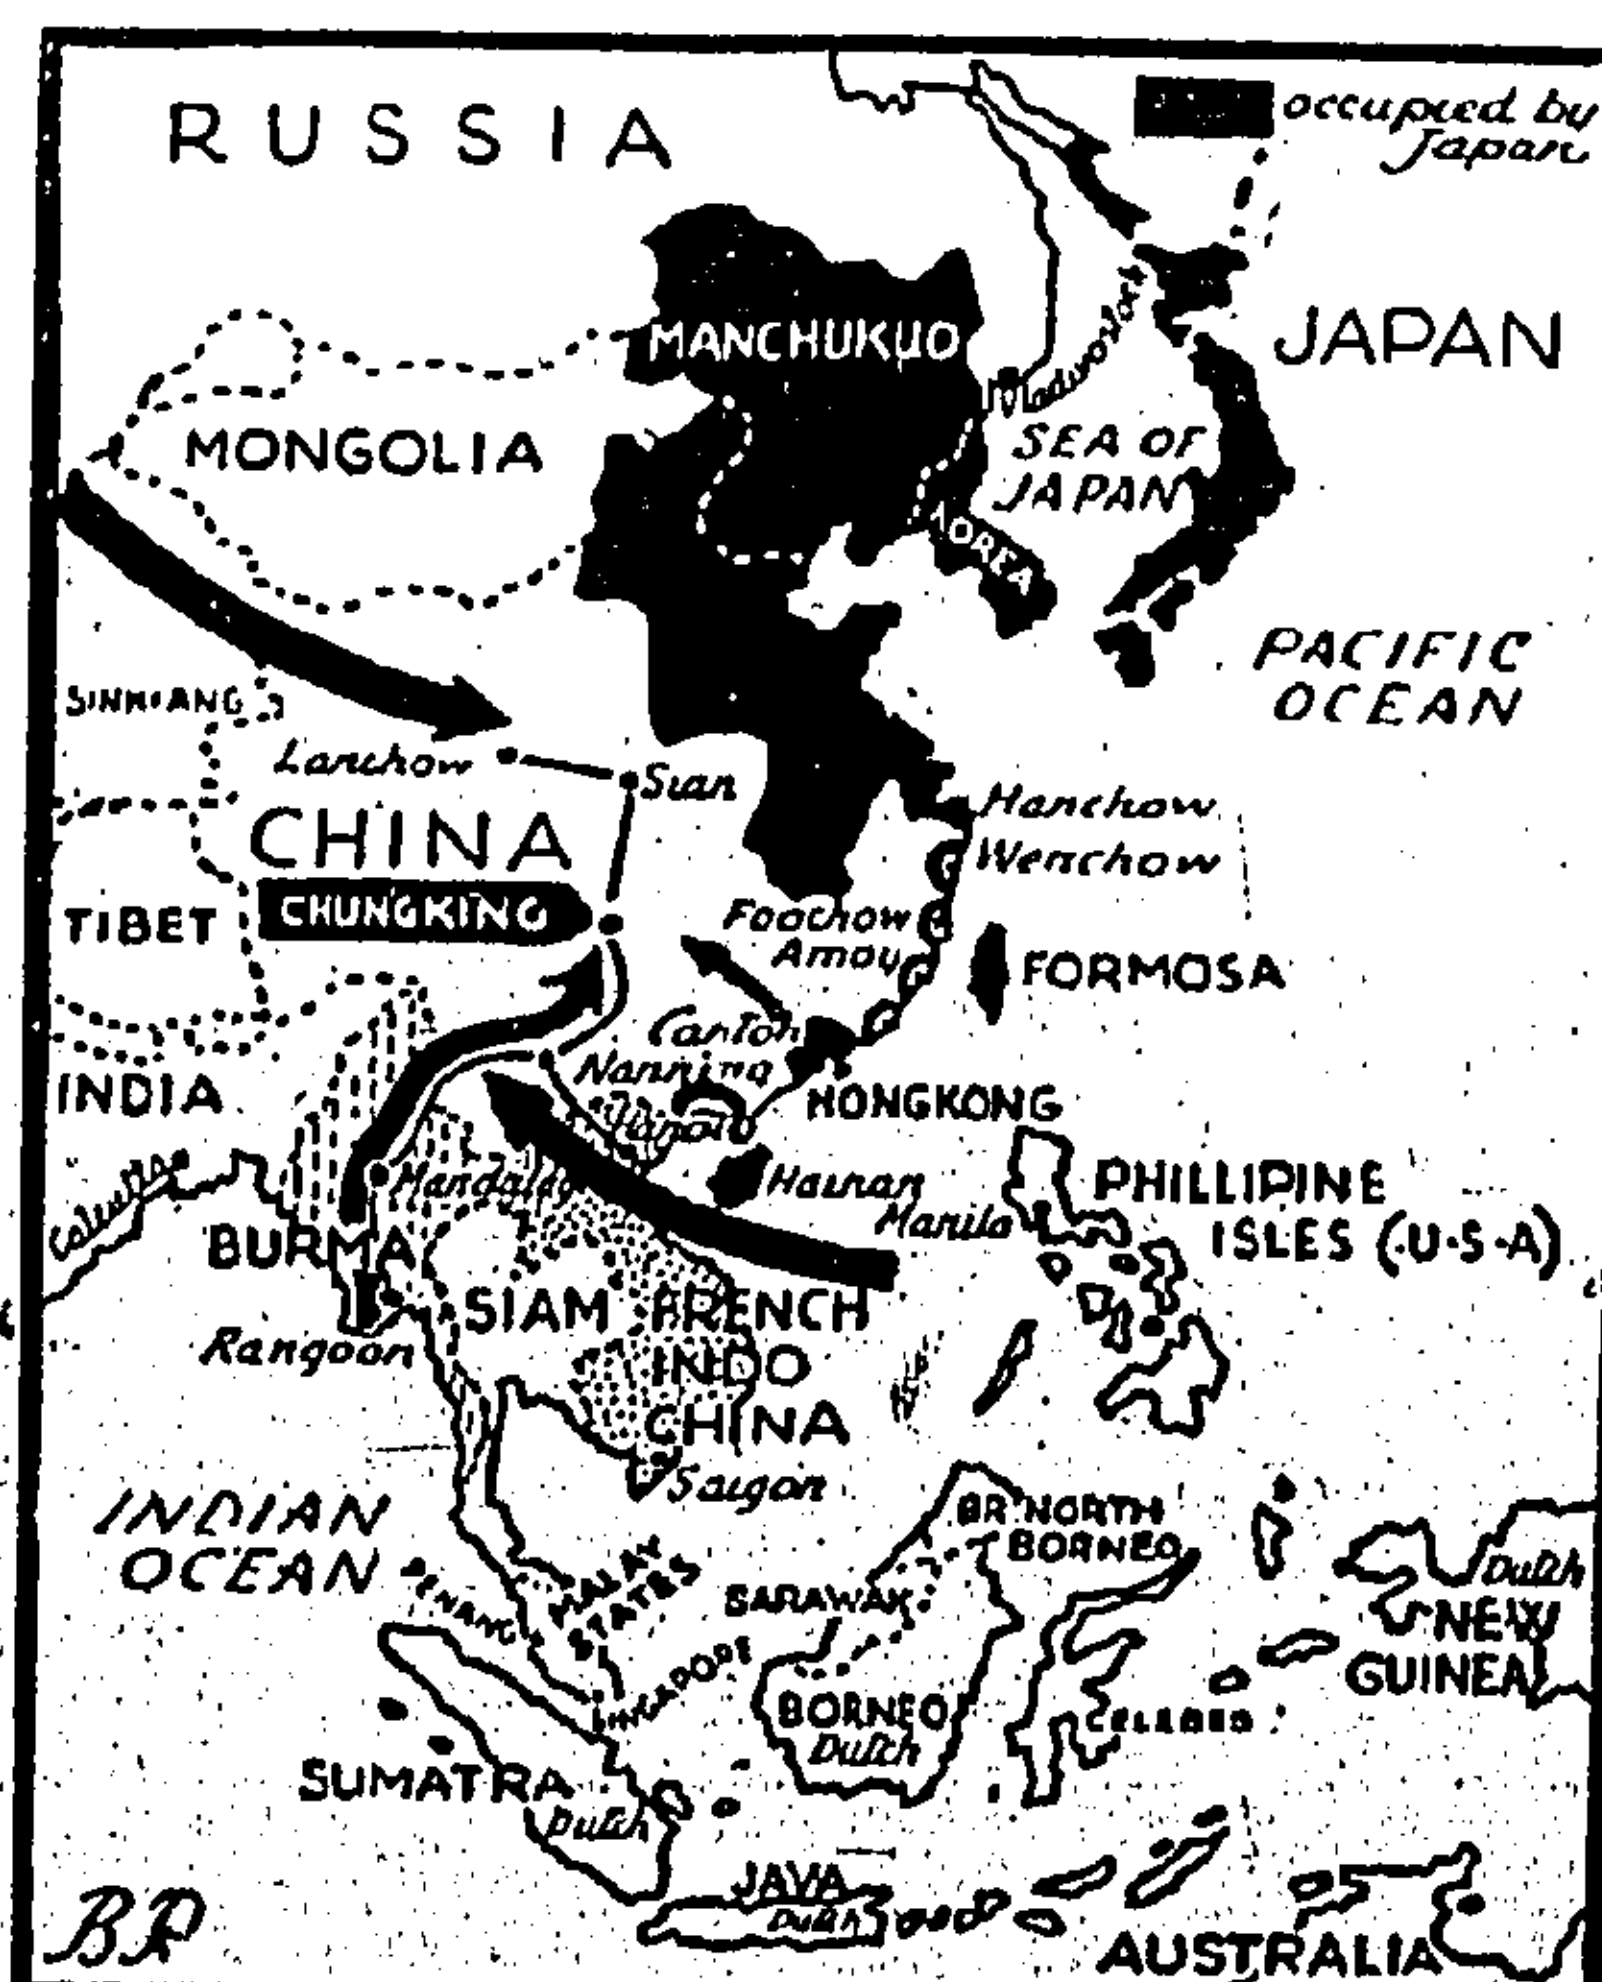 RUSSIA
occupied by
Japan
MANCHUKUO
JAPAN
MONGOLIA
SEA OF
JAPAN
KOREA
PACIFIC
OCEAN
SINKIANG
Lanchow
Sian
CHINA
Hanchow
Wenchow
CHUNGKING
TIBET
Foochow
Amoy
FORMOSA
Canton
Nanning
INDIA
HONGKONG
Hanoi
Mandalay
Hainan
Manila
PHILLIPINE
ISLES (U.S.A)
Calcutta
BURMA
SIAM
FRENCH
INDO
CHINA
Rangoon
Saigon
INDIAN
OCEAN
BR. NORTH
BORNEO
PENANG
MALAY
STATES
SARAWAK
Dutch
NEW
GUINEA
SINGAPORE
BORNEO
Dutch
CELEBES
SUMATRA
Dutch
JAVA
Dutch
BP
AUSTRALIA